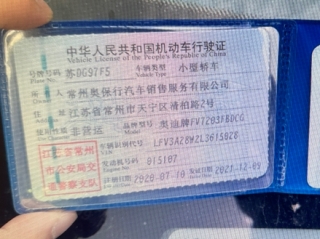 中华人民共和国机动车行驶证
Vehicle License of the People's Republic of China
号牌号码 苏DG97F5 车辆类型 Vehicle Type 小型轿车
常州奥保行汽车销售服务有限公司
江苏省常州市天宁区清柏路2号
使用性质 非营运 品牌型号 奥迪牌FV7203FBDCG
江苏省常州市公安局交通警察支队
车辆识别代号 VIN LFV3A28W2L3615028
发动机号码 015107
注册日期 2020-07-10 发证日期 2021-12-09